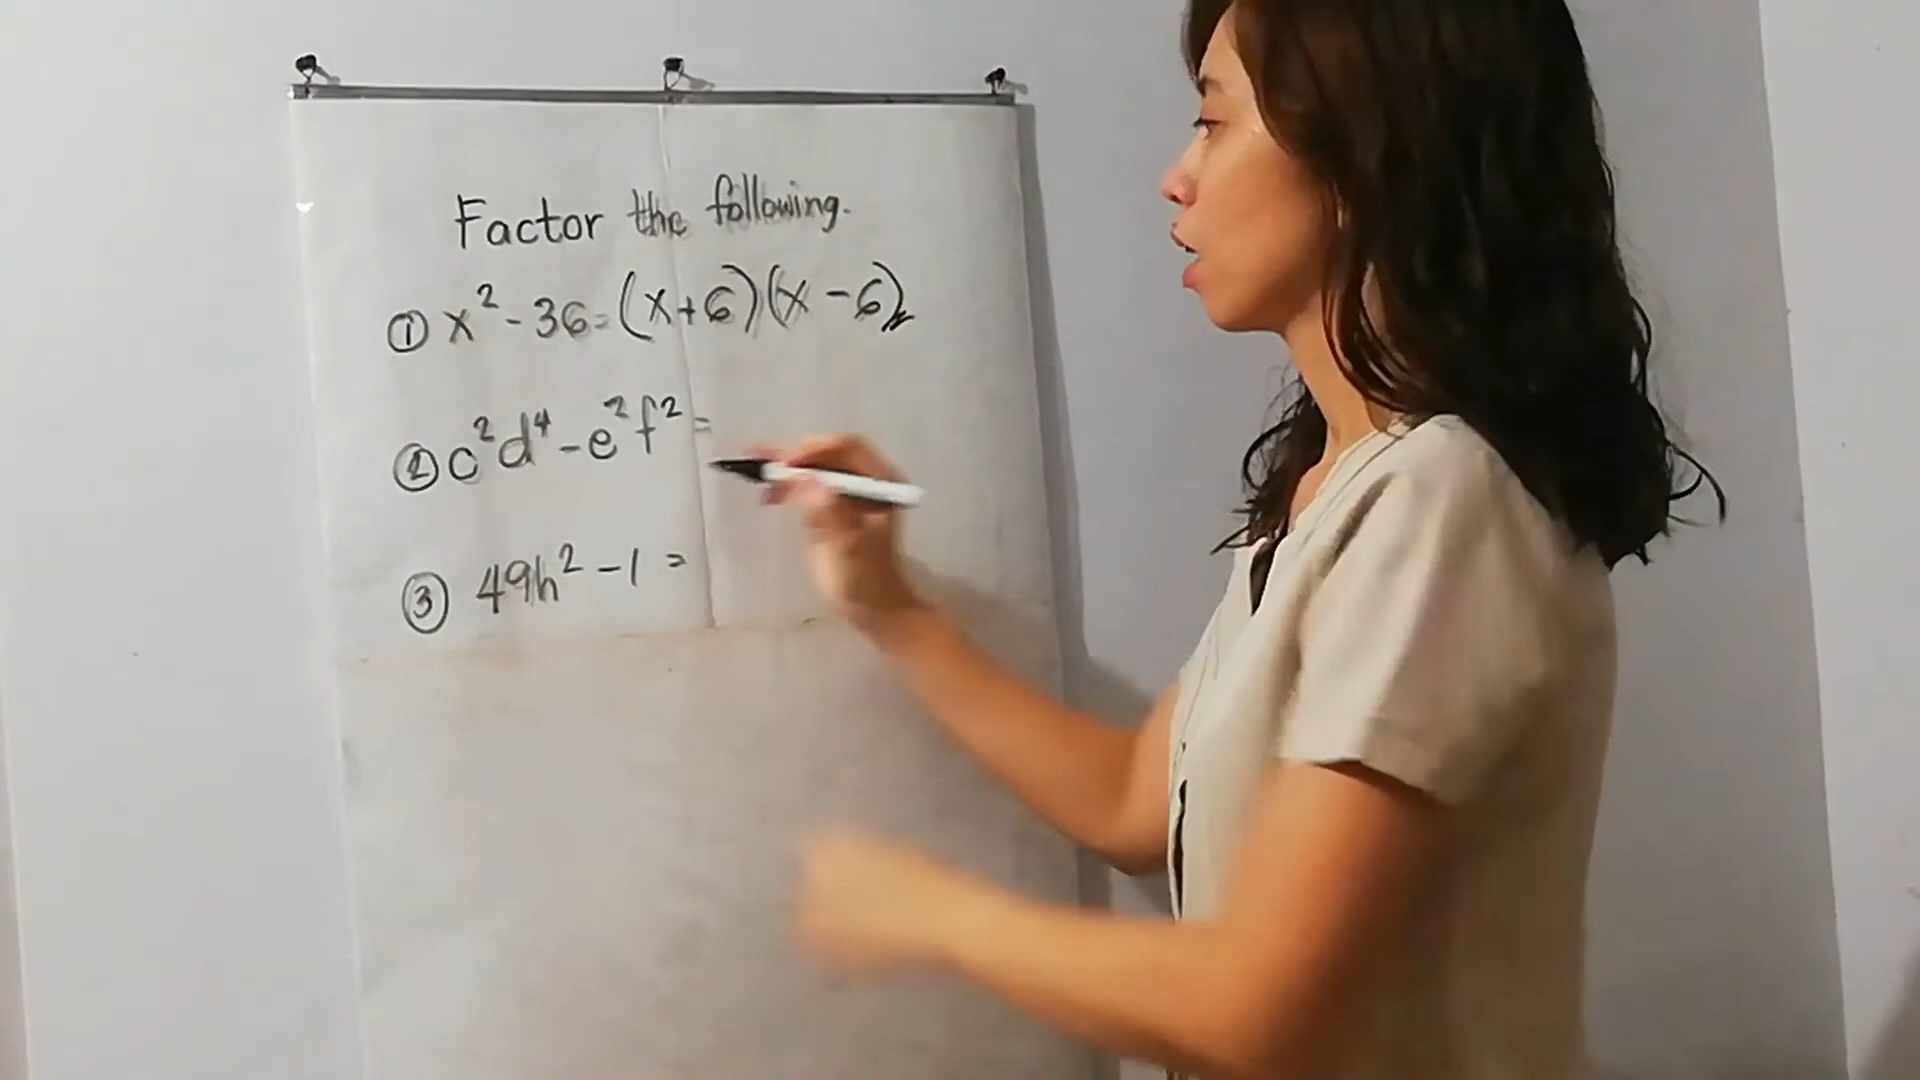 Factor the following.
① x² - 36 = (x+6)(x - 6)
② c²d⁴ - e²f² =
③ 49h² - 1 =